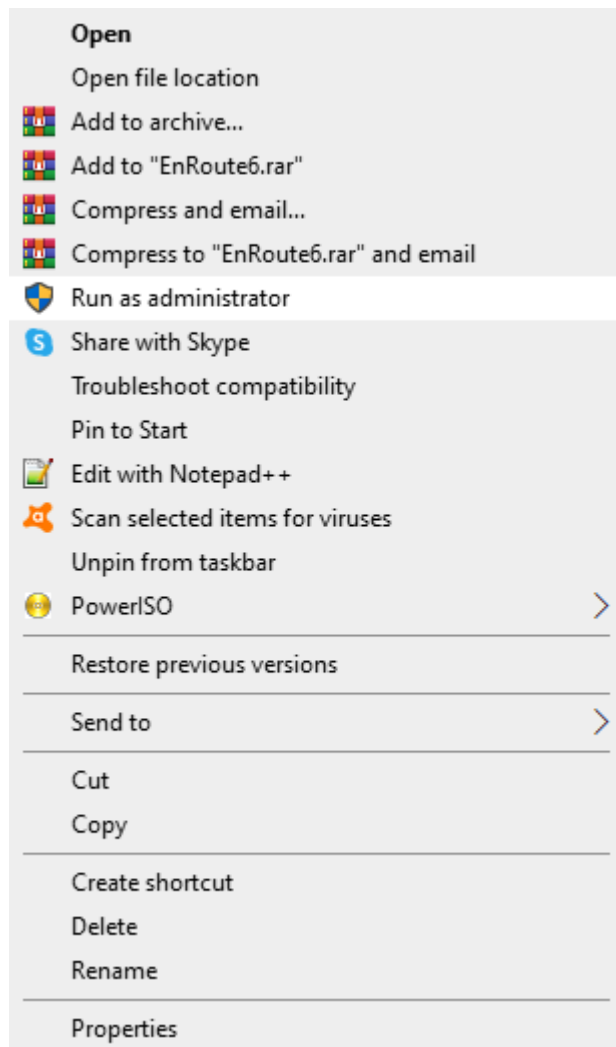 Open
Open file location
Add to archive...
Add to "EnRoute6.rar"
Compress and email...
Compress to "EnRoute6.rar" and email
Run as administrator
Share with Skype
Troubleshoot compatibility
Pin to Start
Edit with Notepad++
Scan selected items for viruses
Unpin from taskbar
PowerISO
Restore previous versions
Send to
Cut
Copy
Create shortcut
Delete
Rename
Properties